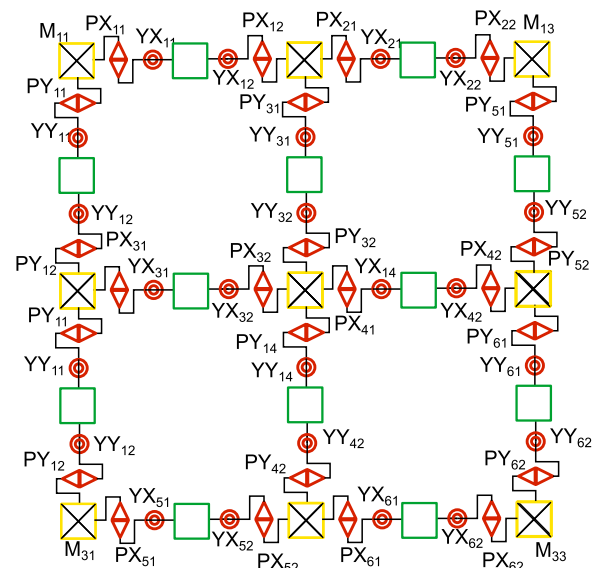 M₁₁ PX₁₁ YX₁₁ PX₁₂ PX₂₁ YX₂₁ PX₂₂ M₁₃
YX₁₂ YX₂₂
PY₁₁ PY₃₁ PY₅₁
YY₁₁ YY₃₁ YY₅₁
YY₁₂ YY₃₂ YY₅₂
PX₃₁ PX₃₂ PY₃₂ PX₄₂
PY₁₂ YX₃₁ YX₁₄ PY₅₂
YX₃₂ YX₄₂
PY₁₁ PX₄₁ PY₆₁
PY₁₄
YY₁₁ YY₁₄ YY₆₁
YY₁₂ YY₄₂ YY₆₂
PY₁₂ PY₄₂ PY₆₂
YX₅₁ YX₆₁
YX₅₂ YX₆₂
M₃₁ PX₅₁ PX₅₂ PX₆₁ PX₆₂ M₃₃